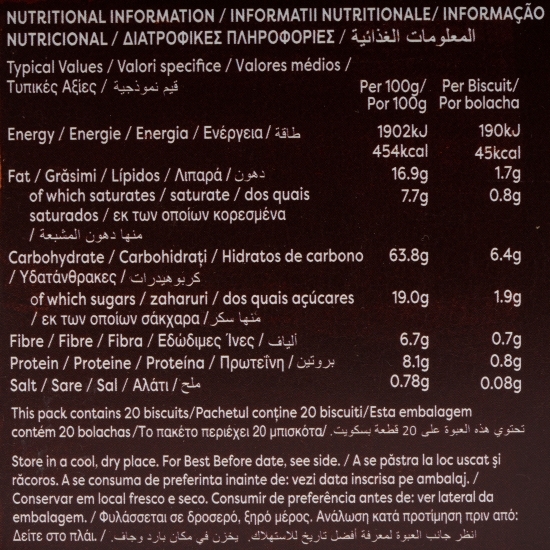 NUTRITIONAL INFORMATION / INFORMATII NUTRITIONALE/ INFORMAÇÃO
NUTRICIONAL / ΔΙΑΤΡΟΦΙΚΕΣ ΠΛΗΡΟΦΟΡΙΕΣ / المعلومات الغذائية
Typical Values / Valori specifice / Valores médios /
Τυπικές Αξίες / قيم نموذجية
Per 100g/ Per Biscuit/
Por 100g Por bolacha
Energy / Energie / Energia / Ενέργεια / طاقة 1902kJ 190kJ
454kcal 45kcal
Fat / Grăsimi / Lípidos / Λιπαρά / دهون 16.9g 1.7g
of which saturates / saturate / dos quais 7.7g 0.8g
saturados / εκ των οποίων κορεσμένα
/ منها دهون المشبعة
Carbohydrate / Carbohidrați / Hidratos de carbono 63.8g 6.4g
/ Υδατάνθρακες / كربوهيدرات
of which sugars / zaharuri / dos quais açúcares 19.0g 1.9g
/ εκ των οποίων σάκχαρα / منها سكر
Fibre / Fibre / Fibra / Εδώδιμες Ίνες / ألياف 6.7g 0.7g
Protein / Proteine / Proteína / Πρωτεΐνη / بروتين 8.1g 0.8g
Salt / Sare / Sal / Αλάτι / ملح 0.78g 0.08g
This pack contains 20 biscuits/Pachetul conține 20 biscuiti/Esta embalagem
contém 20 bolachas/Το πακέτο περιέχει 20 μπισκότα/ تحتوي هذه العبوة على 20 قطعة بسكويت.
Store in a cool, dry place. For Best Before date, see side. / A se păstra la loc uscat și
răcoros. A se consuma de preferinta inainte de: vezi data inscrisa pe ambalaj. /
Conservar em local fresco e seco. Consumir de preferência antes de: ver lateral da
embalagem. / Φυλάσσεται σε δροσερό, ξηρό μέρος. Ανάλωση κατά προτίμηση πριν από:
Δείτε στο πλάι. / انظر جانب العبوة لمعرفة أفضل تاريخ للاستهلاك. يخزن في مكان بارد وجاف.